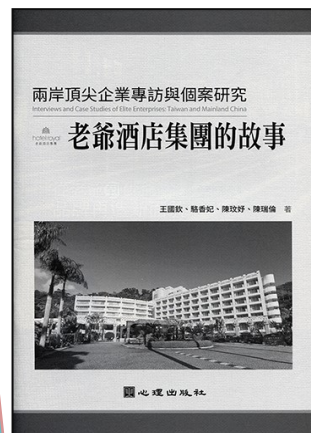 兩岸頂尖企業專訪與個案研究
Interviews and Case Studies of Elite Enterprises: Taiwan and Mainland China
hotel royal
老爺酒店集團的故事
王國欽、駱香妃、陳玟妤、陳瑞倫 著
心理出版社